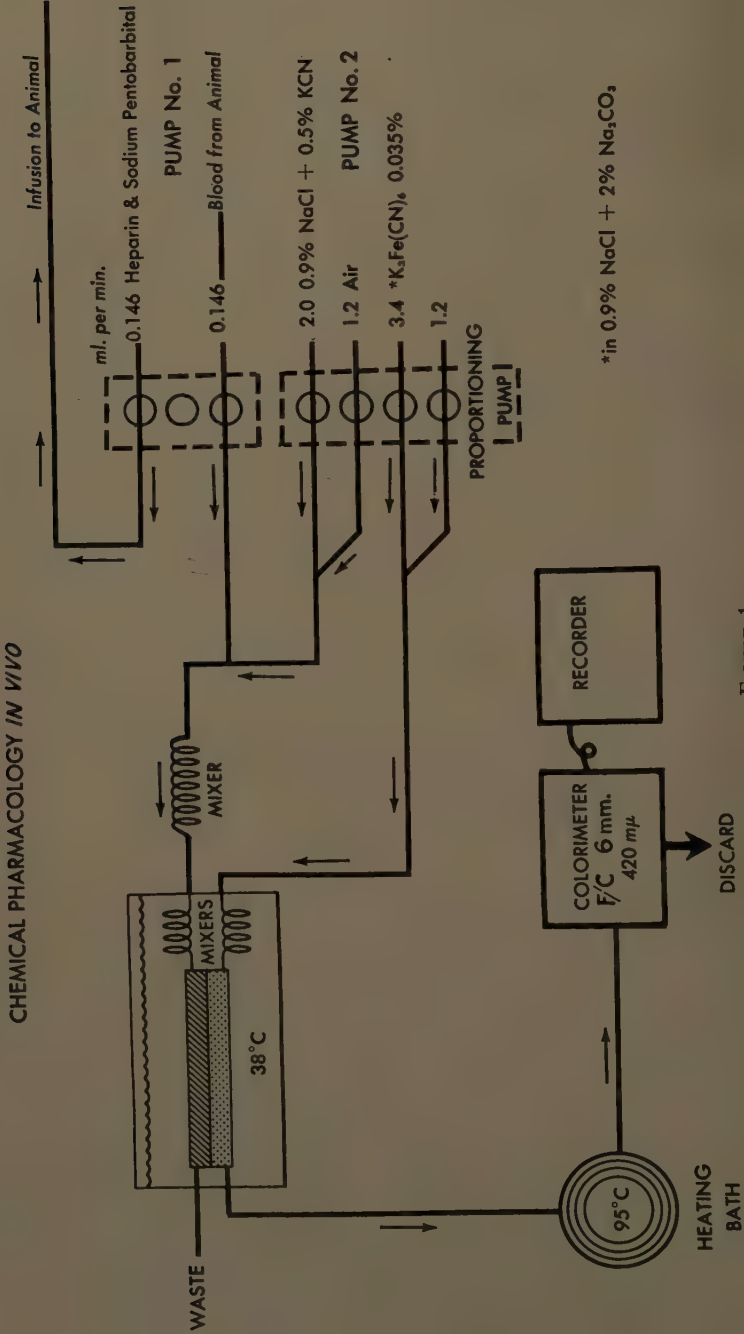 CHEMICAL PHARMACOLOGY IN VIVO
Infusion to Animal
ml. per min.
0.146 Heparin & Sodium Pentobarbital
PUMP No. 1
0.146 Blood from Animal
2.0 0.9% NaCl + 0.5% KCN
1.2 Air
PUMP No. 2
3.4 *K₃Fe(CN)₆ 0.035%
1.2
PROPORTIONING
PUMP
*in 0.9% NaCl + 2% Na₂CO₃
MIXER
MIXERS
38°C
WASTE
95°C
HEATING
BATH
COLORIMETER
F/C 6 mm.
420 mμ
RECORDER
DISCARD